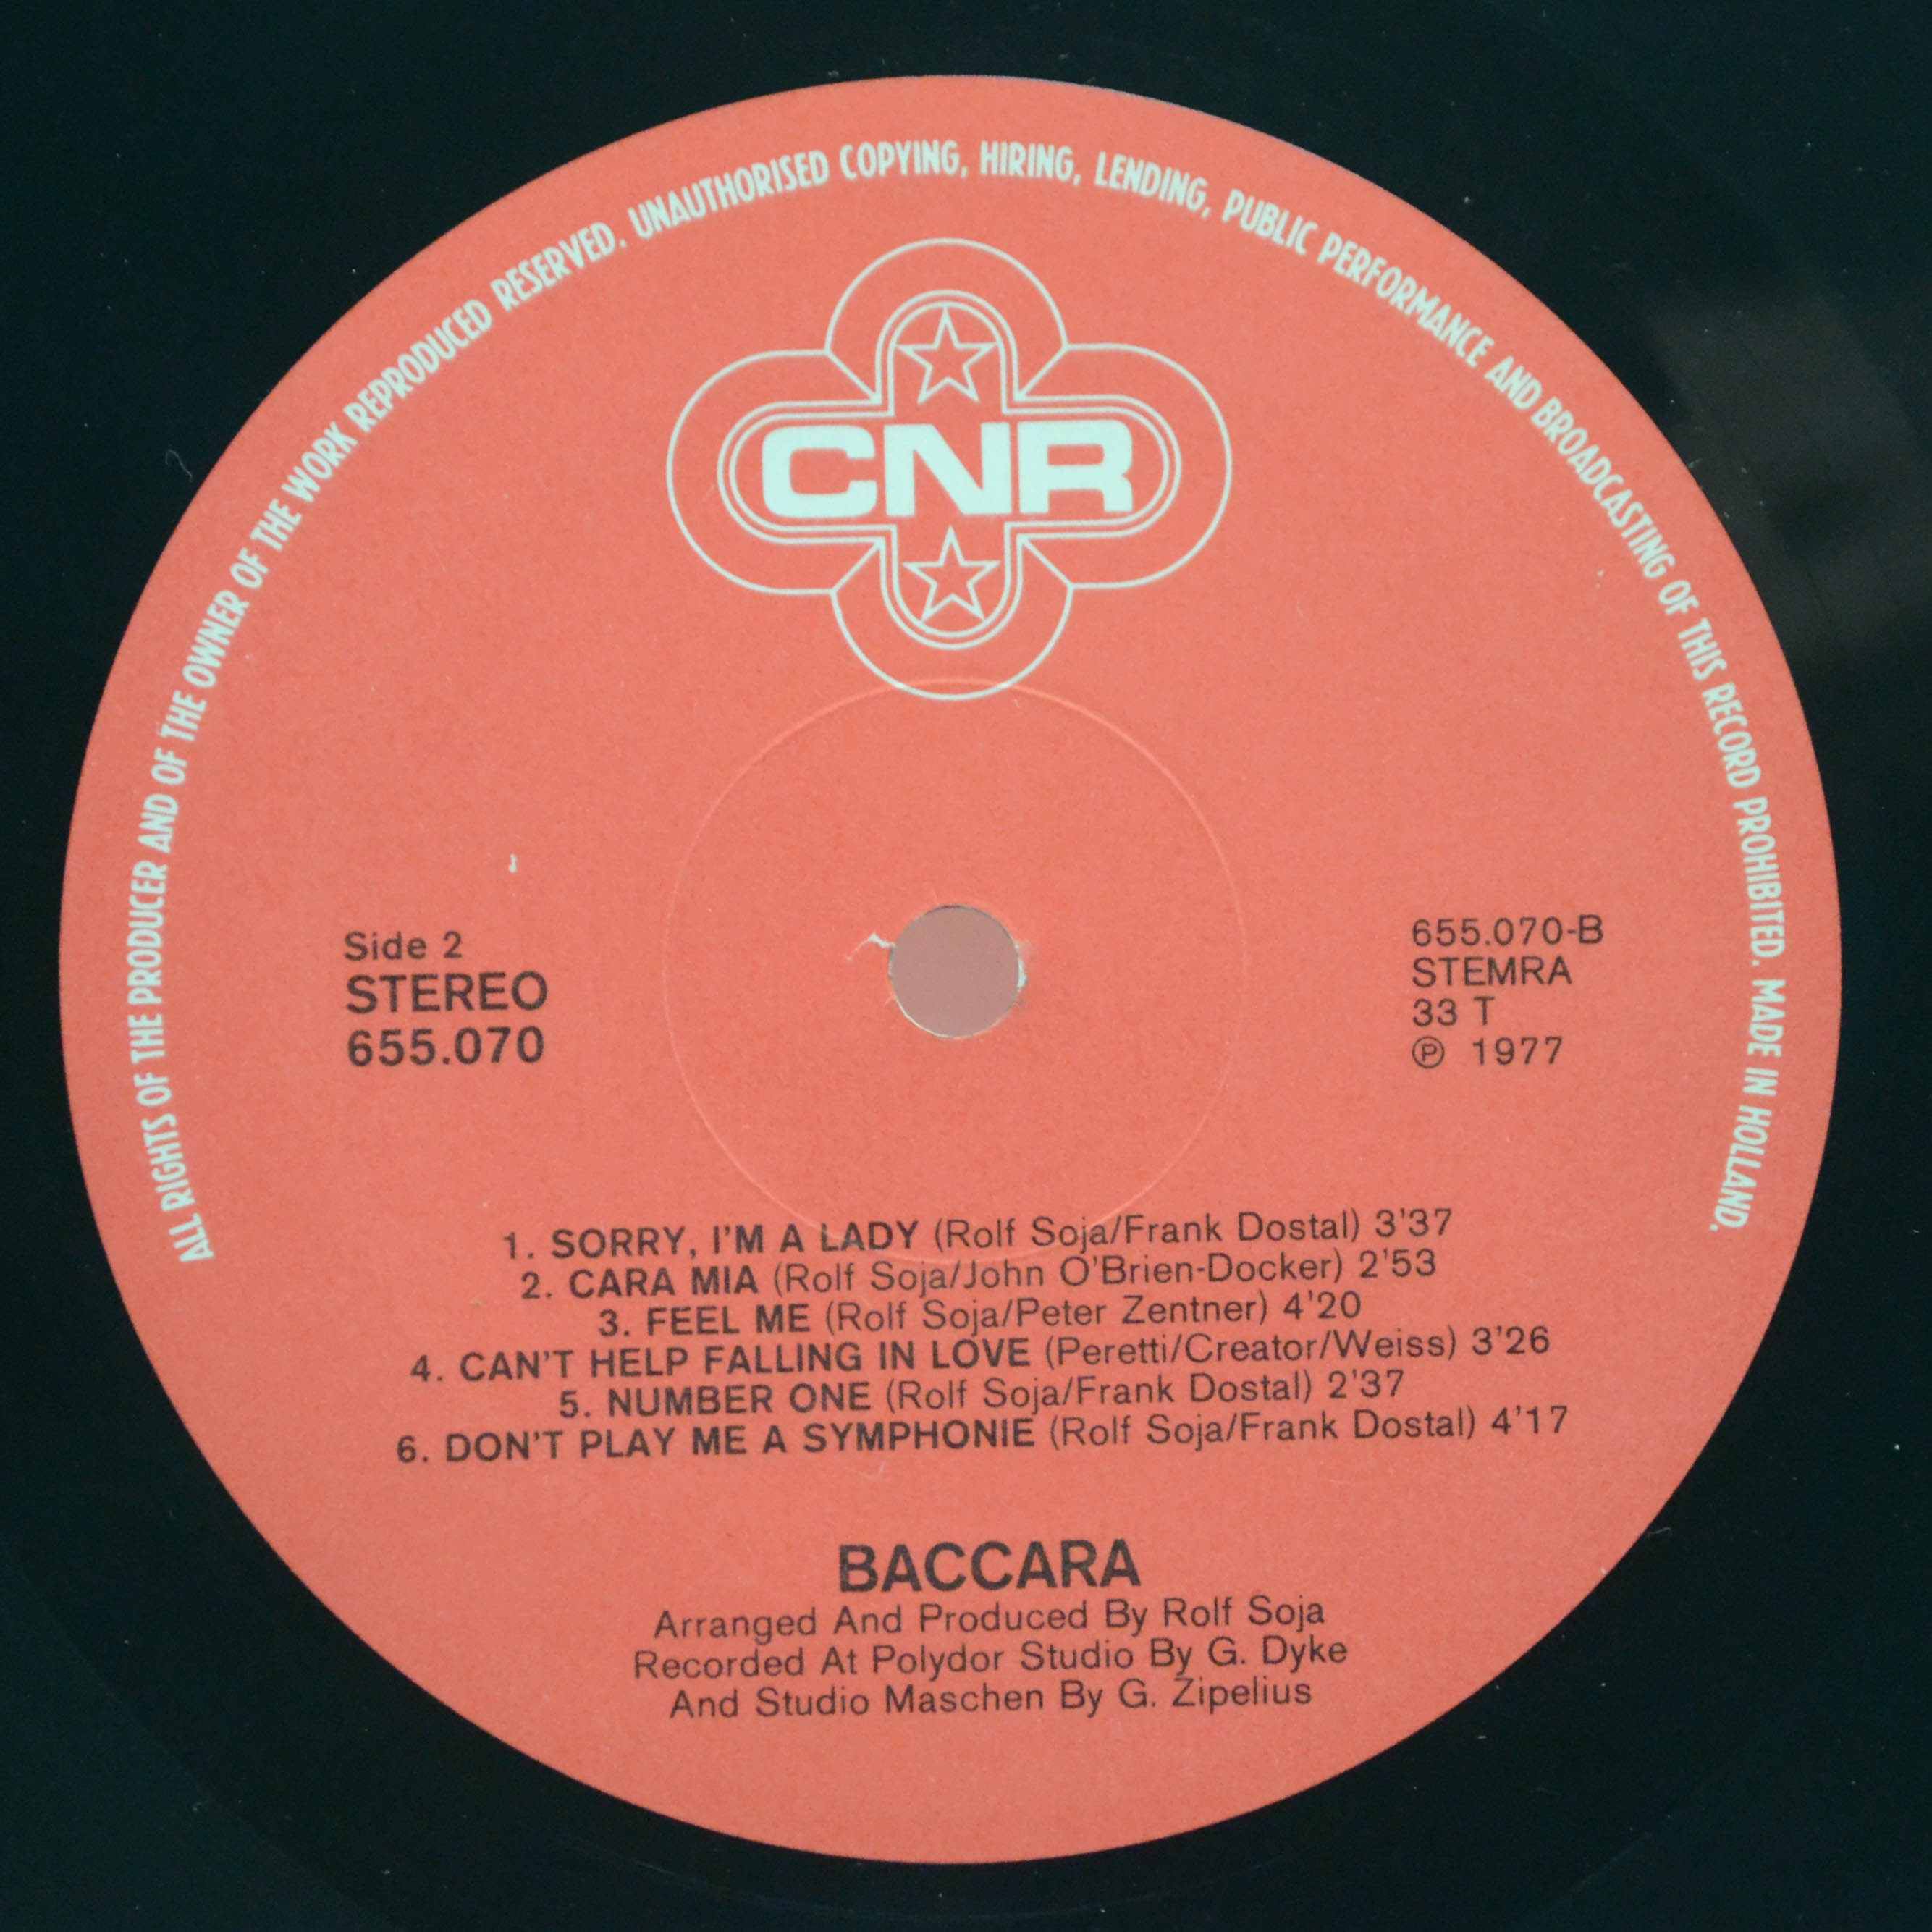 ALL RIGHTS OF THE PRODUCER AND OF THE OWNER OF THE WORK REPRODUCED RESERVED. UNAUTHORISED COPYING, HIRING, LENDING, PUBLIC PERFORMANCE AND BROADCASTING OF THIS RECORD PROHIBITED. MADE IN HOLLAND.
CNR
Side 2
STEREO
655.070
655.070-B
STEMRA
33 T
℗ 1977
1. SORRY, I'M A LADY (Rolf Soja/Frank Dostal) 3'37
2. CARA MIA (Rolf Soja/John O'Brien-Docker) 2'53
3. FEEL ME (Rolf Soja/Peter Zentner) 4'20
4. CAN'T HELP FALLING IN LOVE (Peretti/Creator/Weiss) 3'26
5. NUMBER ONE (Rolf Soja/Frank Dostal) 2'37
6. DON'T PLAY ME A SYMPHONIE (Rolf Soja/Frank Dostal) 4'17
BACCARA
Arranged And Produced By Rolf Soja
Recorded At Polydor Studio By G. Dyke
And Studio Maschen By G. Zipelius